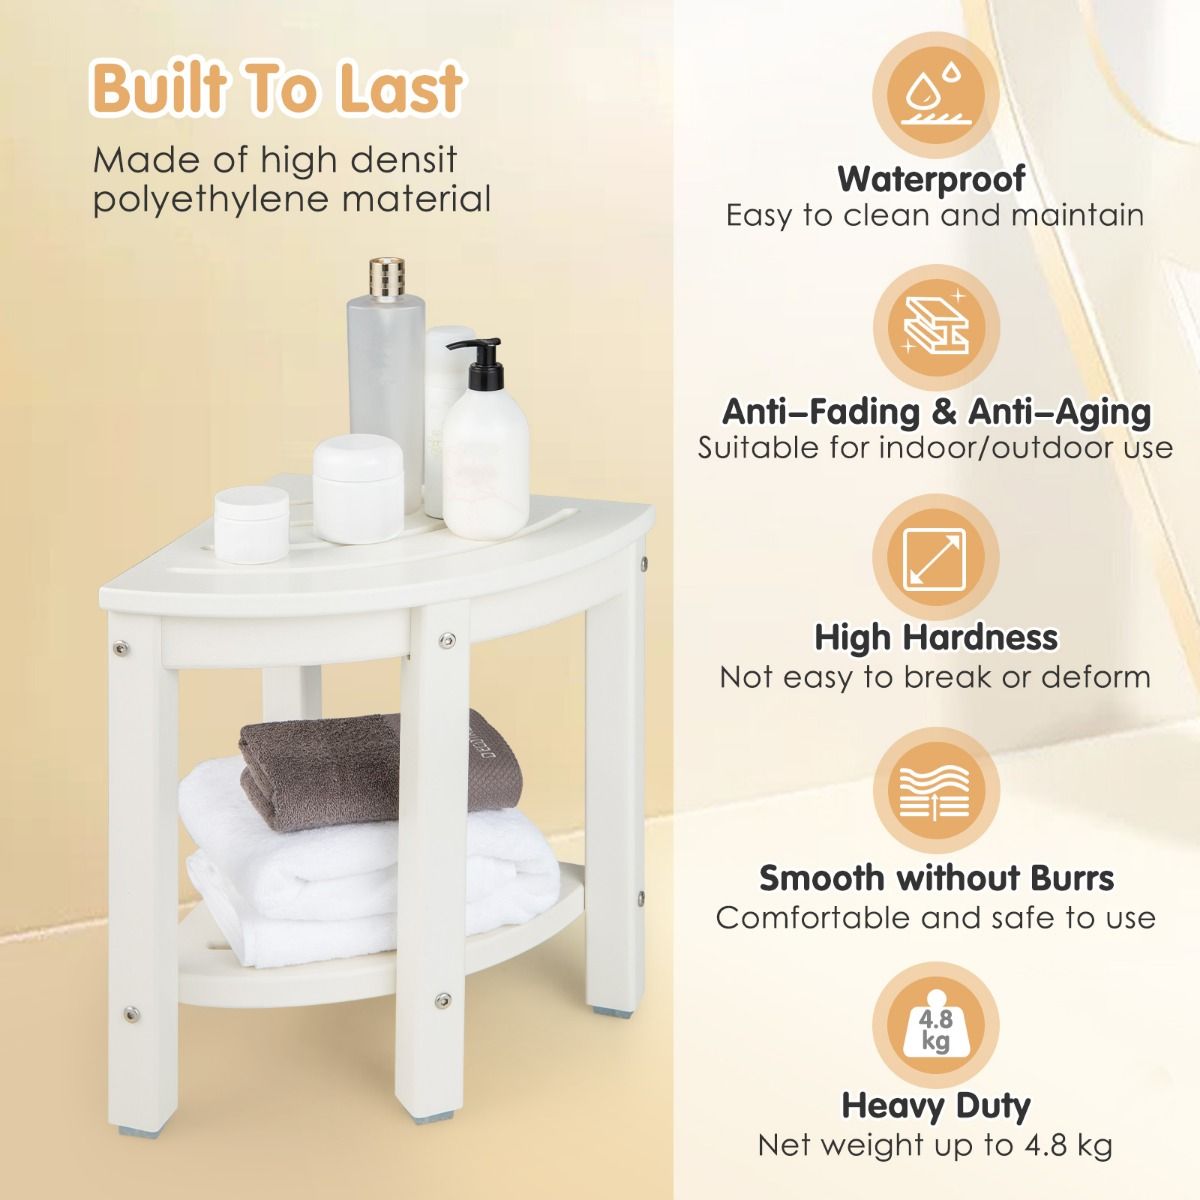 Built To Last
Made of high densit
polyethylene material
Waterproof
Easy to clean and maintain
Anti-Fading & Anti-Aging
Suitable for indoor/outdoor use
High Hardness
Not easy to break or deform
Smooth without Burrs
Comfortable and safe to use
4.8
kg
Heavy Duty
Net weight up to 4.8 kg